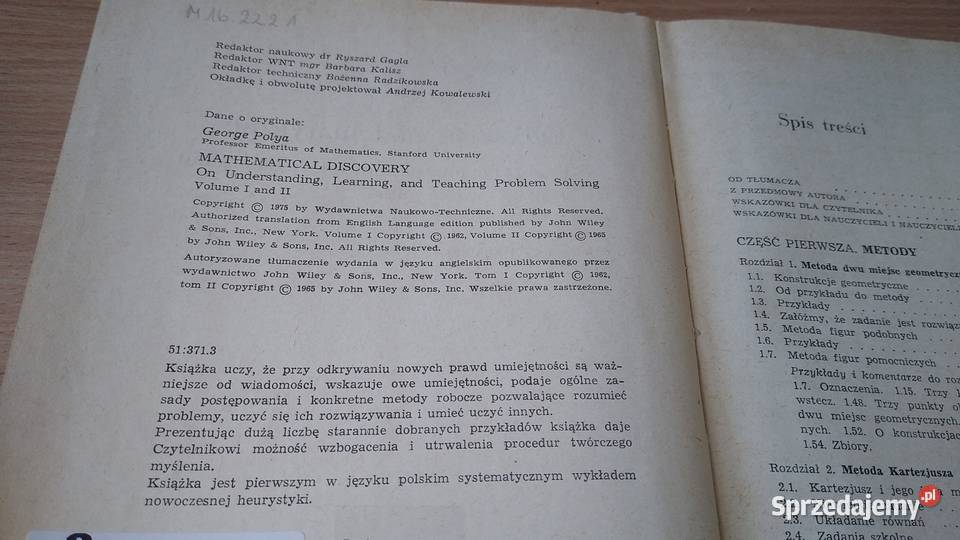 M 16.222 1
Redaktor naukowy dr Ryszard Gagla
Redaktor WNT mgr Barbara Kalisz
Redaktor techniczny Bożenna Radzikowska
Okładkę i obwolutę projektował Andrzej Kowalewski
Dane o oryginale:
George Polya
Professor Emeritus of Mathematics, Stanford University
MATHEMATICAL DISCOVERY
On Understanding, Learning, and Teaching Problem Solving
Volume I and II
Copyright © 1975 by Wydawnictwa Naukowo-Techniczne. All Rights Reserved.
Authorized translation from English Language edition published by John Wiley
& Sons, Inc., New York. Volume I Copyright © 1962, Volume II Copyright © 1965
by John Wiley & Sons, Inc. All Rights Reserved.
Autoryzowane tłumaczenie wydania w języku angielskim opublikowanego przez
wydawnictwo John Wiley & Sons, Inc., New York. Tom I Copyright © 1962,
tom II Copyright © 1965 by John Wiley & Sons, Inc. Wszelkie prawa zastrzeżone.
51:371.3
Książka uczy, że przy odkrywaniu nowych prawd umiejętności są waż-
niejsze od wiadomości, wskazuje owe umiejętności, podaje ogólne za-
sady postępowania i konkretne metody robocze pozwalające rozumieć
problemy, uczyć się ich rozwiązywania i umieć uczyć innych.
Prezentując dużą liczbę starannie dobranych przykładów książka daje
Czytelnikowi możność wzbogacenia i utrwalenia procedur twórczego
myślenia.
Książka jest pierwszym w języku polskim systematycznym wykładem
nowoczesnej heurystyki.
Spis treści
OD TŁUMACZA . . . . . . . .
Z PRZEDMOWY AUTORA . . . . . .
WSKAZÓWKI DLA CZYTELNIKA . . . .
WSKAZÓWKI DLA NAUCZYCIELI I NAUCZYCIELI
CZĘŚĆ PIERWSZA. METODY
Rozdział 1. Metoda dwu miejsc geometryczn
1.1. Konstrukcje geometryczne . . .
1.2. Od przykładu do metody . . .
1.3. Przykłady . . . . . . . .
1.4. Załóżmy, że zadanie jest rozwiąza
1.5. Metoda figur podobnych . . .
1.6. Przykłady . . . . . . . .
1.7. Metoda figur pomocniczych . . .
Przykłady i komentarze do roz
1.7. Oznaczenia. 1.15. Trzy l
wstecz. 1.48. Trzy punkty ob
dwu miejsc geometrycznych.
nych. 1.52. O konstrukcjac
1.54. Zbiory.
Rozdział 2. Metoda Kartezjusza
2.1. Kartezjusz i jego m
2.3. Układanie równań . .
2.4. Zadania szkolne
Sprzedajemy.pl